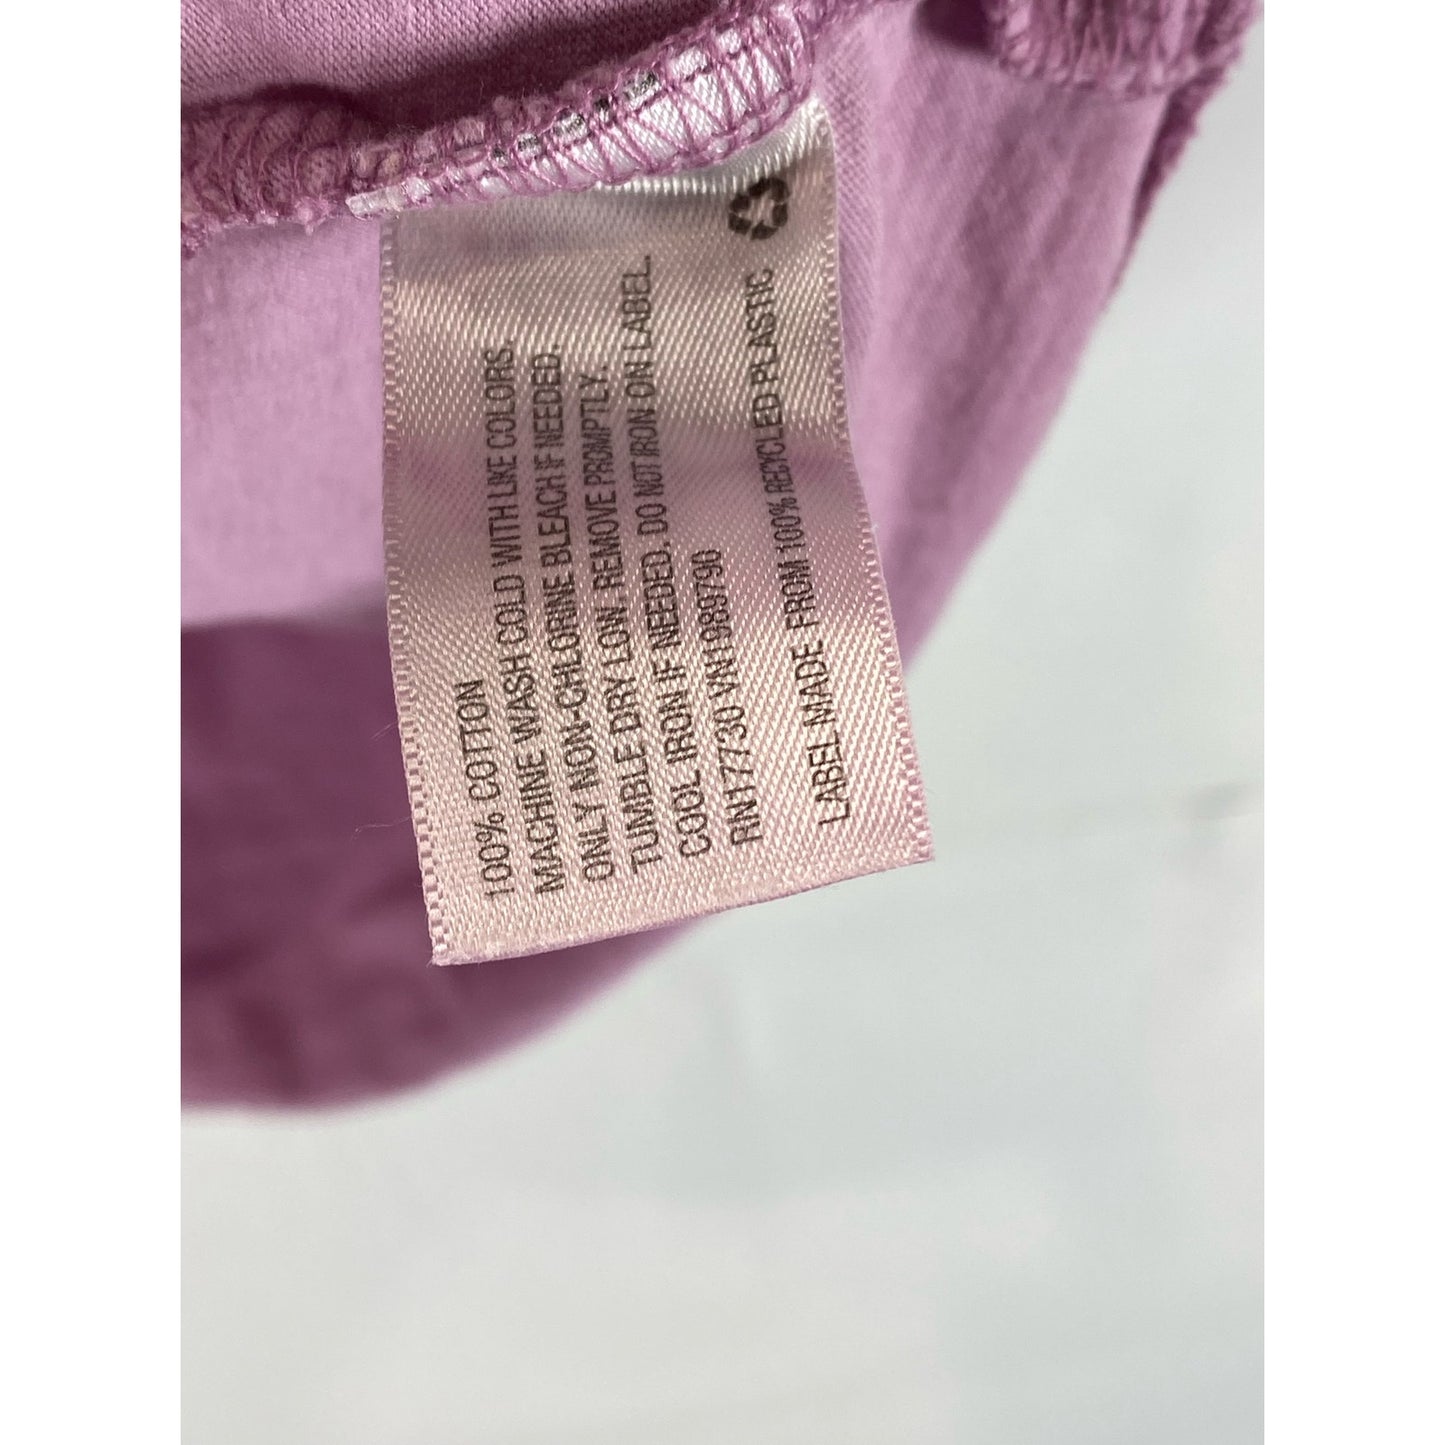 100% COTTON
MACHINE WASH COLD WITH LIKE COLORS.
ONLY NON-CHLORINE BLEACH IF NEEDED.
TUMBLE DRY LOW. REMOVE PROMPTLY.
COOL IRON IF NEEDED. DO NOT IRON ON LABEL.
RN17730 VN1989790
LABEL MADE FROM 100% RECYCLED PLASTIC